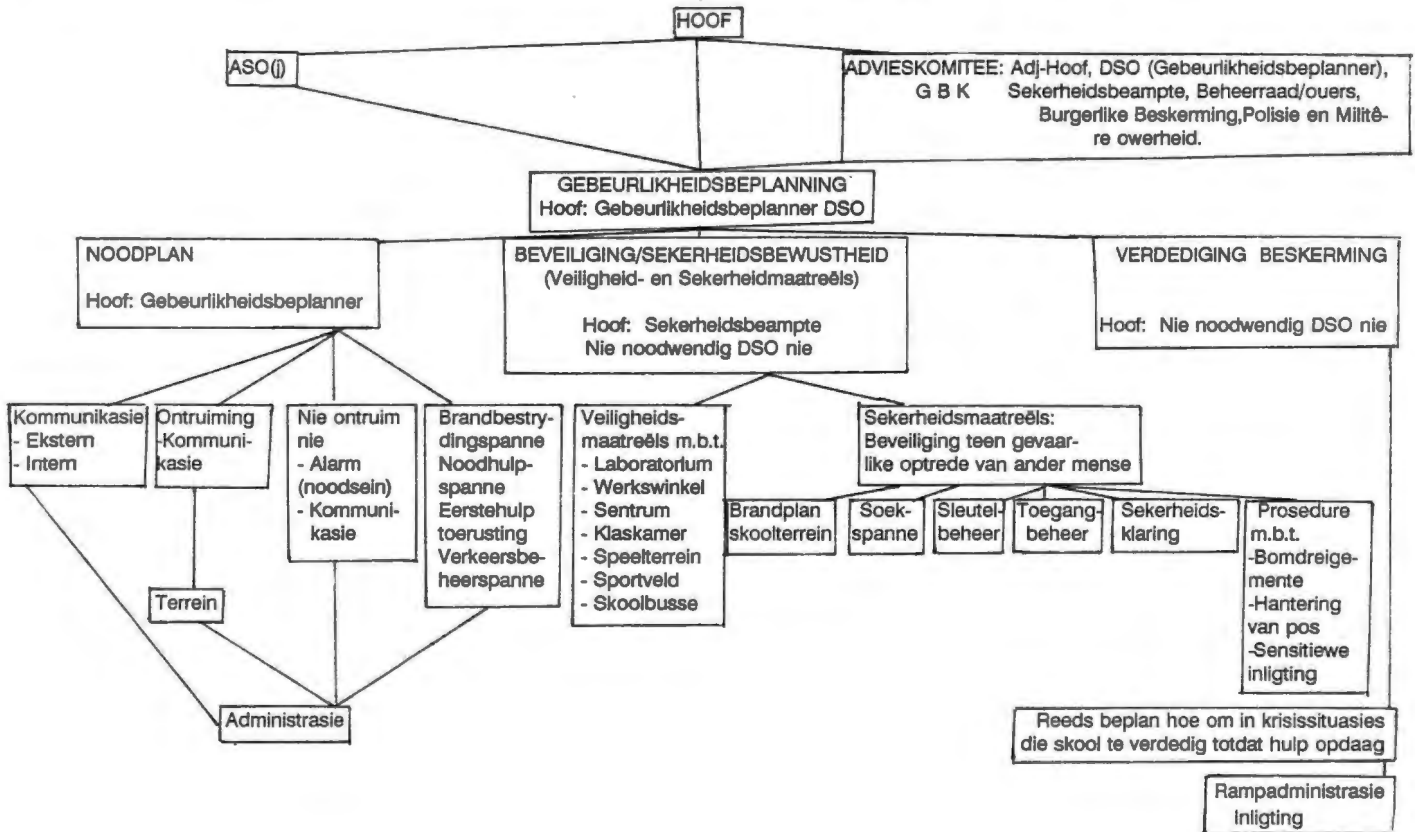 HOOF
ASO(j)
ADVIESKOMITEE: Adj-Hoof, DSO (Gebeurlikheidsbeplanner),
G B K Sekerheidsbeampte, Beheerraad/ouers,
Burgerlike Beskerming,Polisie en Militê-
re owerheid.
GEBEURLIKHEIDSBEPLANNING
Hoof: Gebeurlikheidsbeplanner DSO
NOODPLAN
Hoof: Gebeurlikheidsbeplanner
BEVEILIGING/SEKERHEIDSBEWUSTHEID
(Veiligheid- en Sekerheidmaatreëls)
Hoof: Sekerheidsbeampte
Nie noodwendig DSO nie
VERDEDIGING BESKERMING
Hoof: Nie noodwendig DSO nie
Kommunikasie
- Ekstern
- Intern
Ontruiming
-Kommuni-
kasie
Nie ontruim
nie
- Alarm
(noodsein)
- Kommuni-
kasie
Brandbestry-
dingspanne
Noodhulp-
spanne
Eerstehulp
toerusting
Verkeersbe-
heerspanne
Veiligheids-
maatreëls m.b.t.
- Laboratorium
- Werkswinkel
- Sentrum
- Klaskamer
- Speelterrein
- Sportveld
- Skoolbusse
Sekerheidsmaatreëls:
Beveiliging teen gevaar-
like optrede van ander mense
Brandplan
skoolterrein
Soek-
spanne
Sleutel-
beheer
Toegang-
beheer
Sekerheids-
klaring
Prosedure
m.b.t.
-Bomdreige-
mente
-Hantering
van pos
-Sensitiewe
inligting
Terrein
Administrasie
Reeds beplan hoe om in krisissituasies
die skool te verdedig totdat hulp opdaag
Rampadministrasie
Inligting